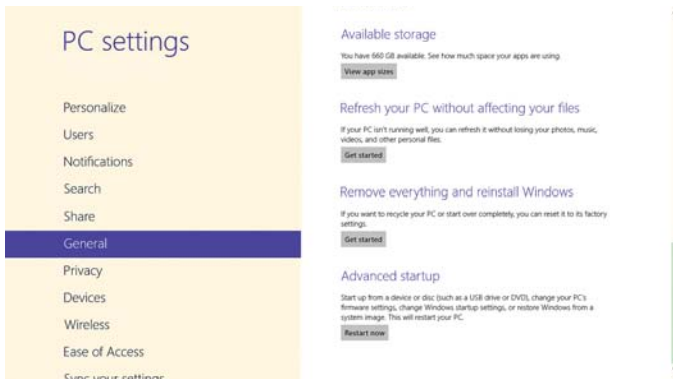 PC settings
Personalize
Users
Notifications
Search
Share
General
Privacy
Devices
Wireless
Ease of Access
Sync your settings
Available storage
You have 660 GB available. See how much space your apps are using.
View app sizes
Refresh your PC without affecting your files
If your PC isn't running well, you can refresh it without losing your photos, music,
videos, and other personal files.
Get started
Remove everything and reinstall Windows
If you want to recycle your PC or start over completely, you can reset it to its factory
settings.
Get started
Advanced startup
Start up from a device or disc (such as a USB drive or DVD), change your PC's
firmware settings, change Windows startup settings, or restore Windows from a
system image. This will restart your PC.
Restart now